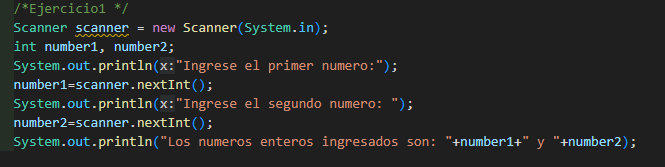 /*Ejercicio1 */
Scanner scanner = new Scanner(System.in);
int number1, number2;
System.out.println(x:"Ingrese el primer numero:");
number1=scanner.nextInt();
System.out.println(x:"Ingrese el segundo numero: ");
number2=scanner.nextInt();
System.out.println("Los numeros enteros ingresados son: "+number1+" y "+number2);